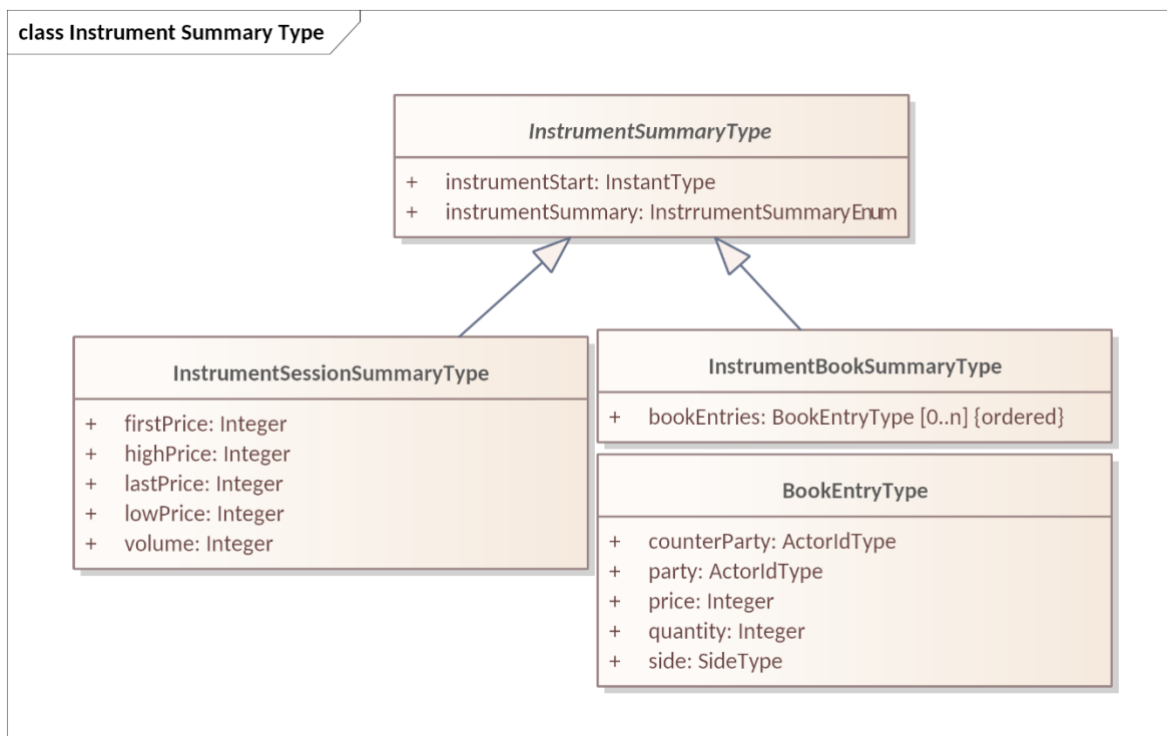 class Instrument Summary Type
InstrumentSummaryType
+ instrumentStart: InstantType
+ instrumentSummary: InstrrumentSummaryEnum
InstrumentSessionSummaryType
+ firstPrice: Integer
+ highPrice: Integer
+ lastPrice: Integer
+ lowPrice: Integer
+ volume: Integer
InstrumentBookSummaryType
+ bookEntries: BookEntryType [0..n] {ordered}
BookEntryType
+ counterParty: ActorIdType
+ party: ActorIdType
+ price: Integer
+ quantity: Integer
+ side: SideType